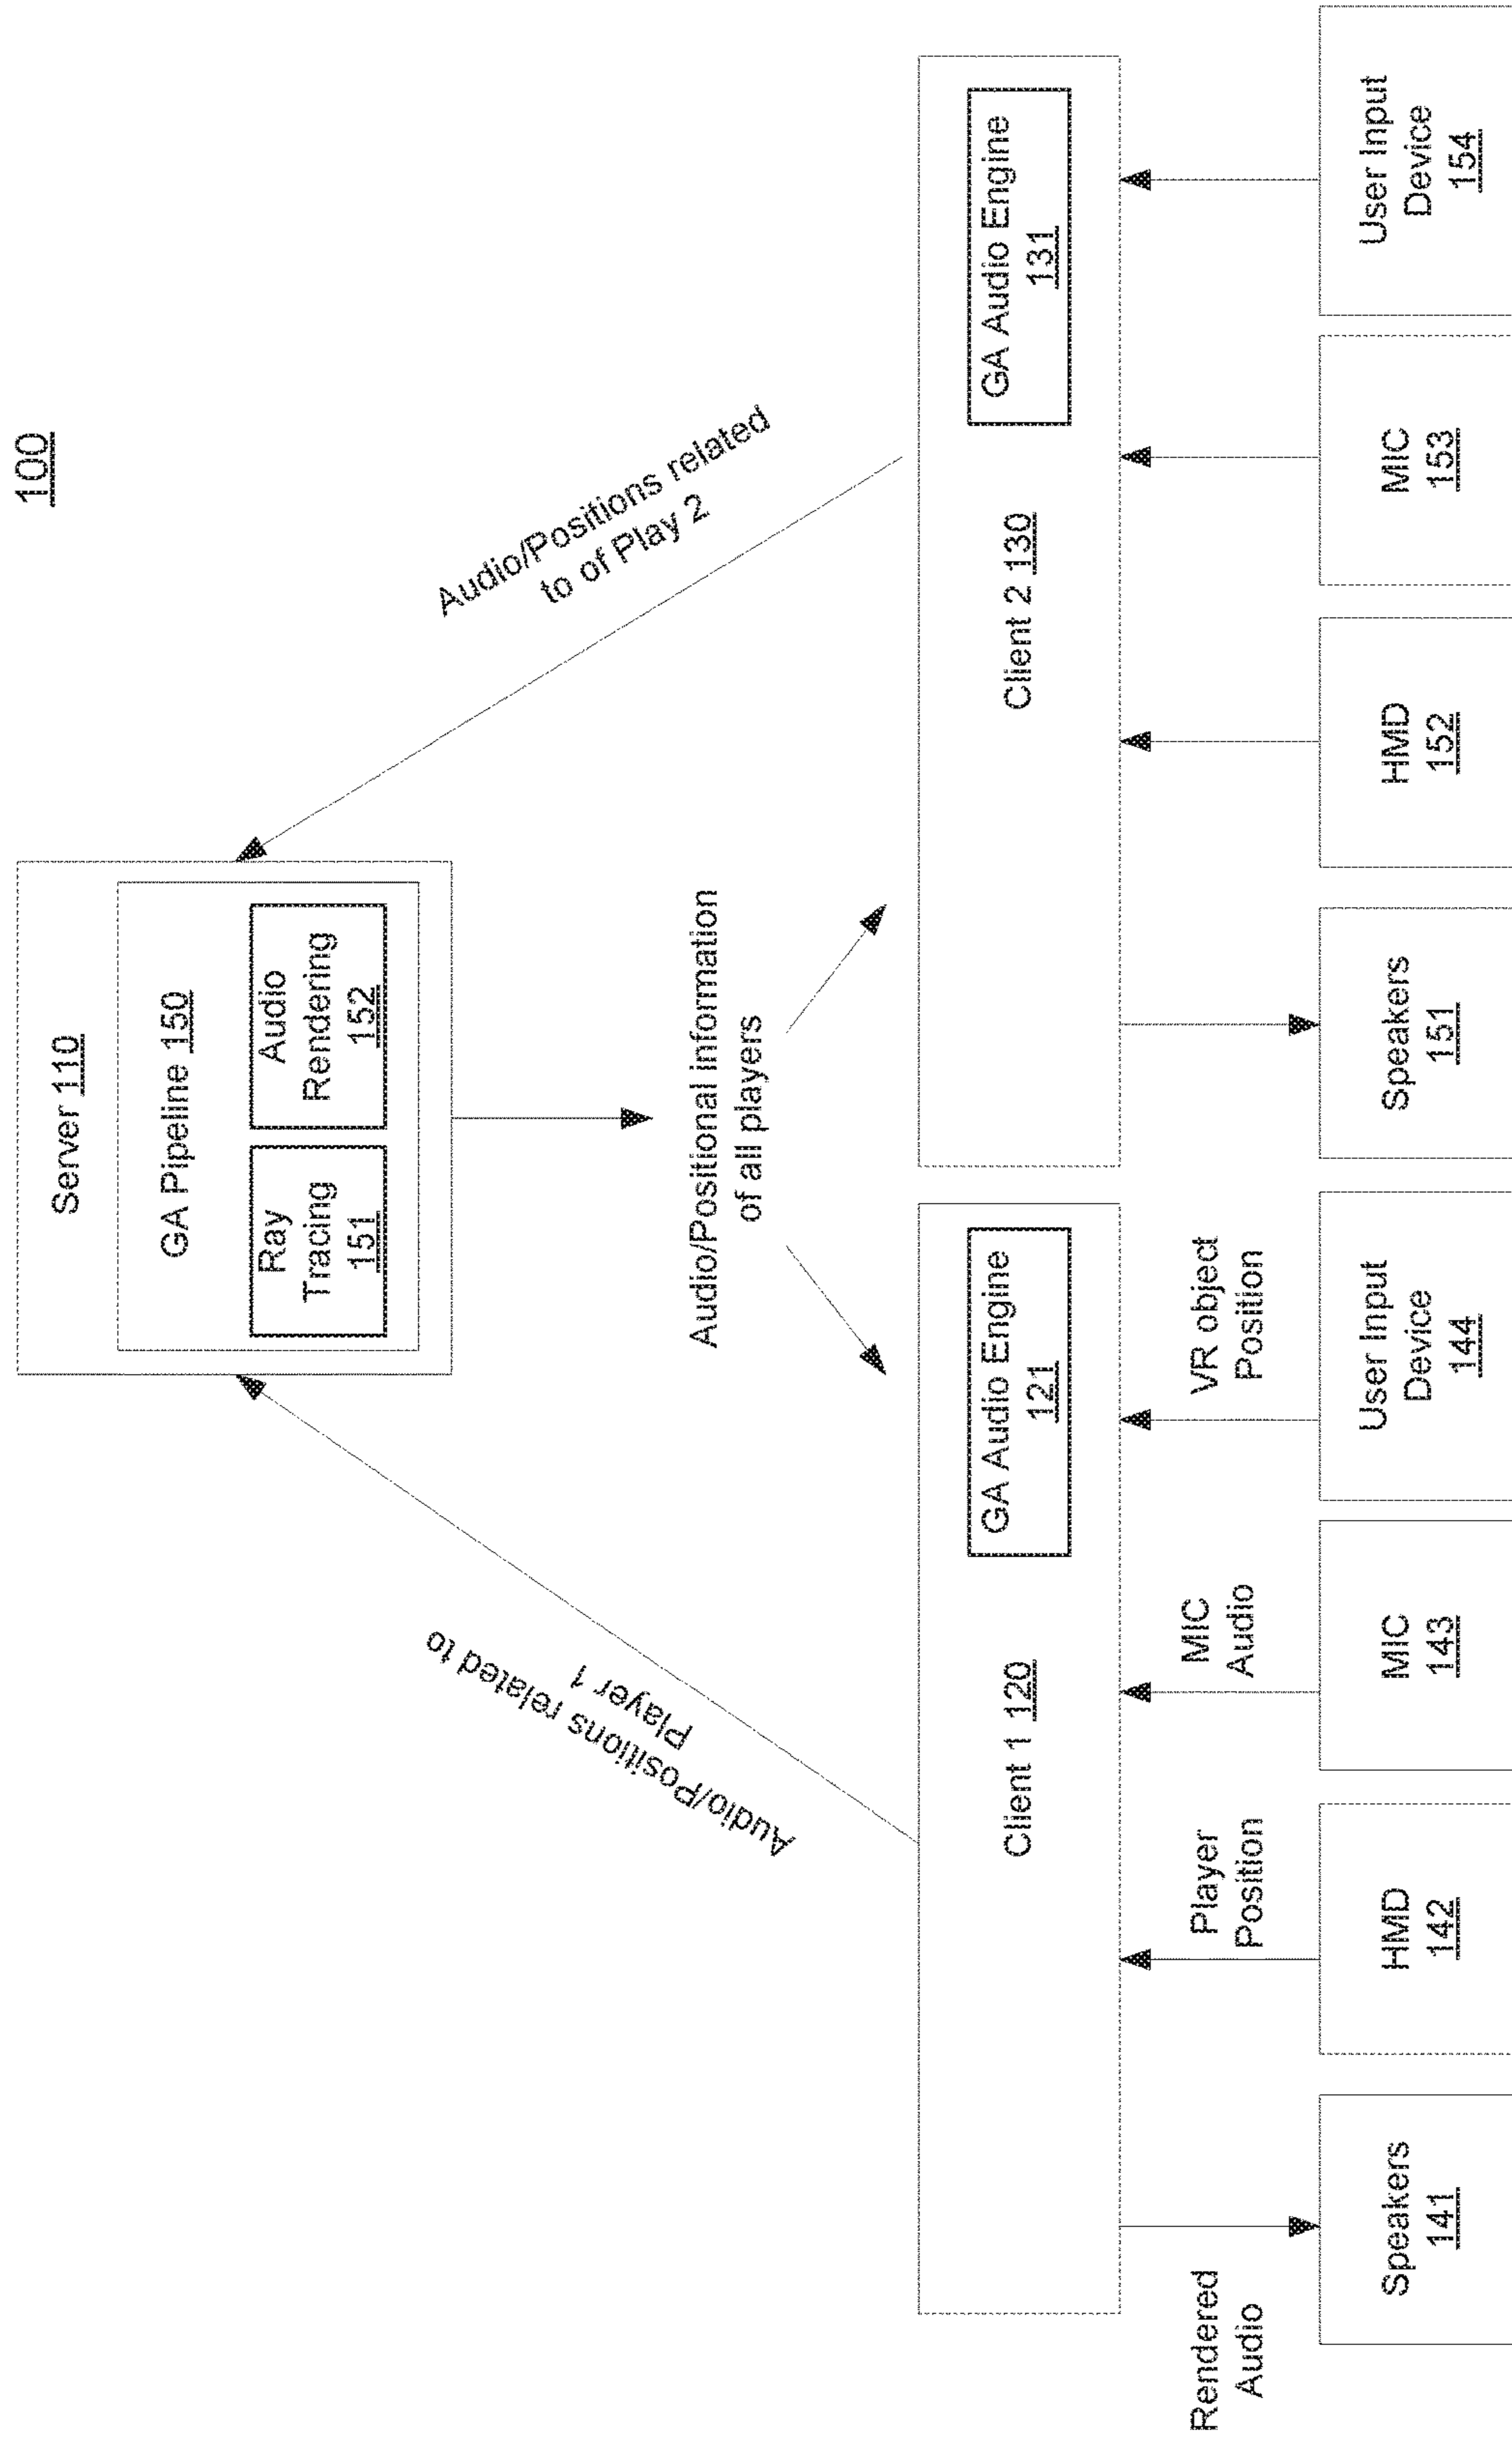 100
Server 110
GA Pipeline 150
Ray
Tracing
151
Audio
Rendering
152
Audio/Positions related to
Player 1
Audio/Positions related
to of Play 2
Audio/Positional information
of all players
Client 1 120
GA Audio Engine
121
Client 2 130
GA Audio Engine
131
Rendered
Audio
Player
Position
MIC
Audio
VR object
Position
Speakers
141
HMD
142
MIC
143
User Input
Device
144
Speakers
151
HMD
152
MIC
153
User Input
Device
154